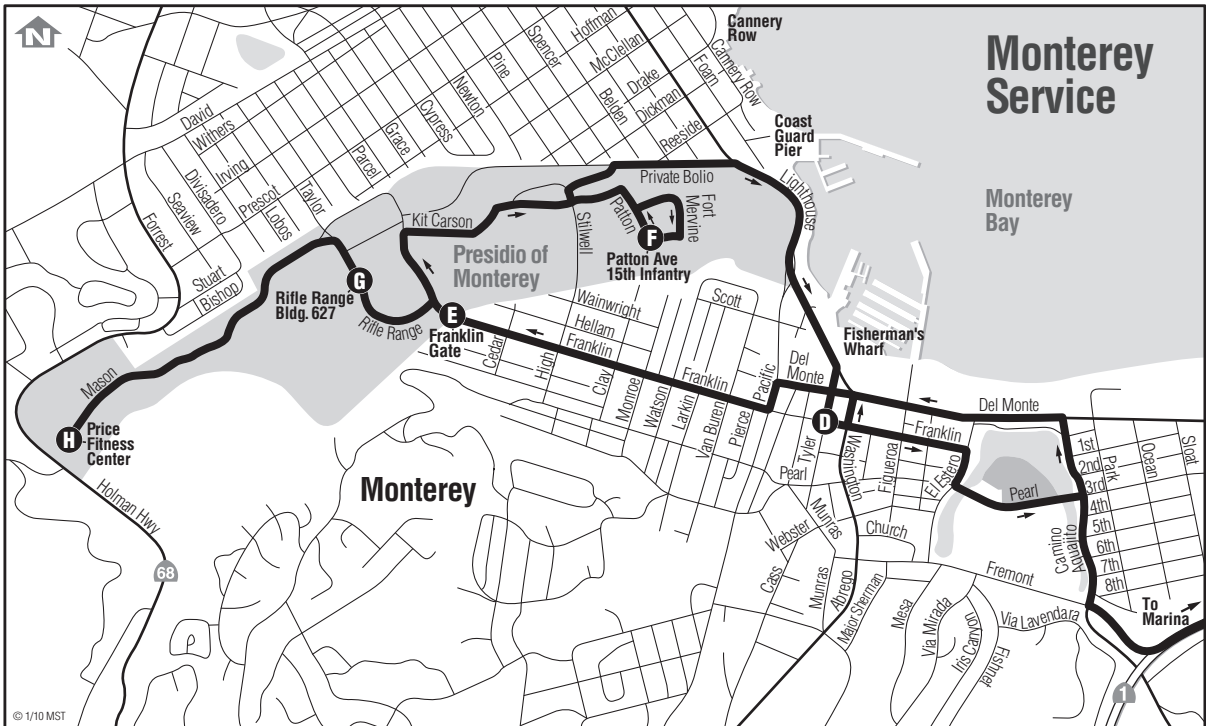 N
Monterey
Service
Monterey
Bay
Cannery
Row
Coast
Guard
Pier
Fisherman's
Wharf
Presidio of
Monterey
Monterey
Hoffman
Spencer
McClellan
Pine
Drake
Foam
Cannery Row
Newton
Belden
Dickman
Cypress
Reeside
David
Withers
Grace
Irving
Parcel
Divisadero
Prescot
Seaview
Lobos
Taylor
Forrest
Stuart
Bishop
Private Bolio
Lighthouse
Kit Carson
Stilwell
Patton
Fort
Mervine
F
Patton Ave
15th Infantry
G
Rifle Range
Bldg. 627
Rifle Range
E
Franklin
Gate
Wainwright
Hellam
Franklin
Scott
Cedar
High
Clay
Monroe
Watson
Larkin
Franklin
Van Buren
Pierce
Pacific
Del
Monte
Del Monte
D
Franklin
Tyler
Washington
Figueroa
El Estero
Pearl
Pearl
1st
2nd
3rd
4th
5th
6th
7th
8th
Park
Ocean
Sloat
Camino
Aguajito
Mason
H
Price
Fitness
Center
Holman Hwy
68
Webster
Munras
Church
Cass
Munras
Abrego
Major Sherman
Mesa
Via Mirada
Iris Canyon
Fishnet
Fremont
Via Lavendara
To
Marina
1
© 1/10 MST